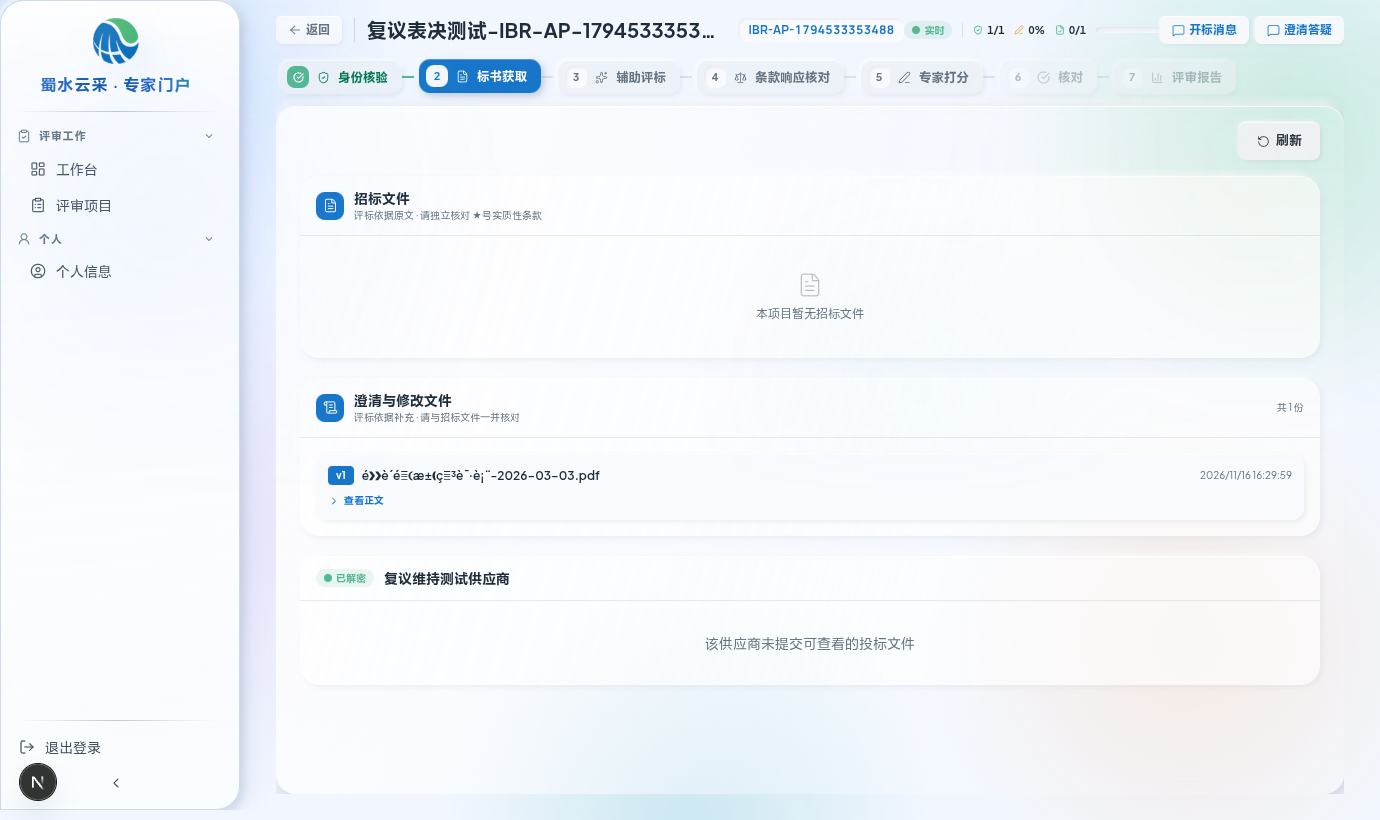 蜀水云采 · 专家门户
评审工作
工作台
评审项目
个人
个人信息
退出登录
返回
复议表决测试-IBR-AP-1794533353...
IBR-AP-1794533353488
实时
1/1
0%
0/1
开标消息
澄清答疑
身份核验
2 标书获取
3 辅助评标
4 条款响应核对
5 专家打分
6 核对
7 评审报告
刷新
招标文件
评标依据原文 · 请独立核对 ★号实质性条款
本项目暂无招标文件
澄清与修改文件
评标依据补充 · 请与招标文件一并核对
共 1 份
v1
-2026-03-03.pdf
2026/11/16 16:29:59
查看正文
已解密
复议维持测试供应商
该供应商未提交可查看的投标文件